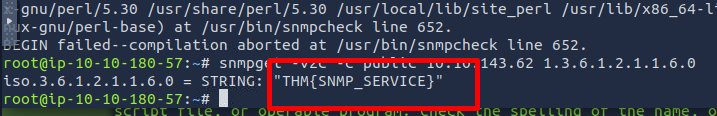 x-gnu/perl/5.30 /usr/share/perl/5.30 /usr/local/lib/site_perl /usr/lib/x86_64-li
nux-gnu/perl-base) at /usr/bin/snmpcheck line 652.
BEGIN failed--compilation aborted at /usr/bin/snmpcheck line 652.
root@ip-10-10-180-57:~# snmpget -v2c -c public 10.10.143.62 1.3.6.1.2.1.1.6.0
iso.3.6.1.2.1.1.6.0 = STRING: "THM{SNMP_SERVICE}"
root@ip-10-10-180-57:~#
script file, or operable program. Check the spelling of the name, o